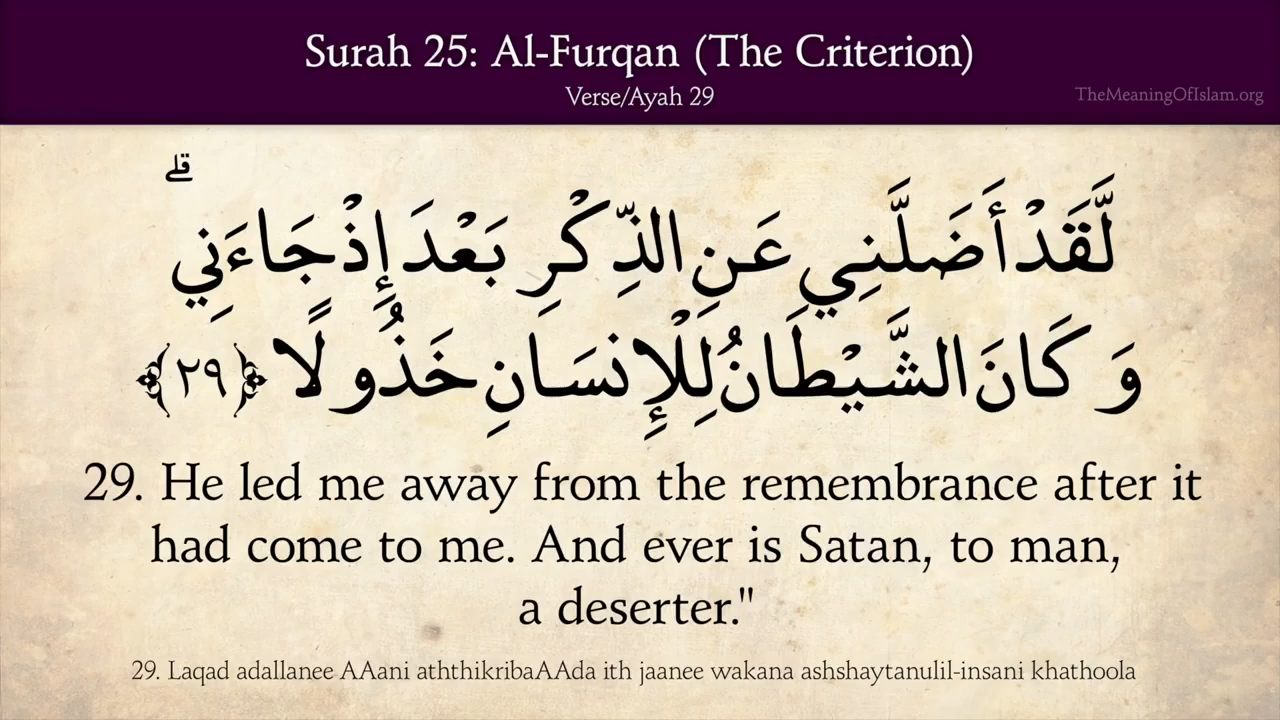 Surah 25: Al-Furqan (The Criterion)
Verse/Ayah 29
TheMeaningOfIslam.org
لَّقَدْ أَضَلَّنِي عَنِ الذِّكْرِ بَعْدَ إِذْ جَاءَنِي ۗ
وَكَانَ الشَّيْطَانُ لِلْإِنسَانِ خَذُولًا ﴿٢٩﴾
29. He led me away from the remembrance after it
had come to me. And ever is Satan, to man,
a deserter."
29. Laqad adallanee AAani aththikribaAAda ith jaanee wakana ashshaytanulil-insani khathoola